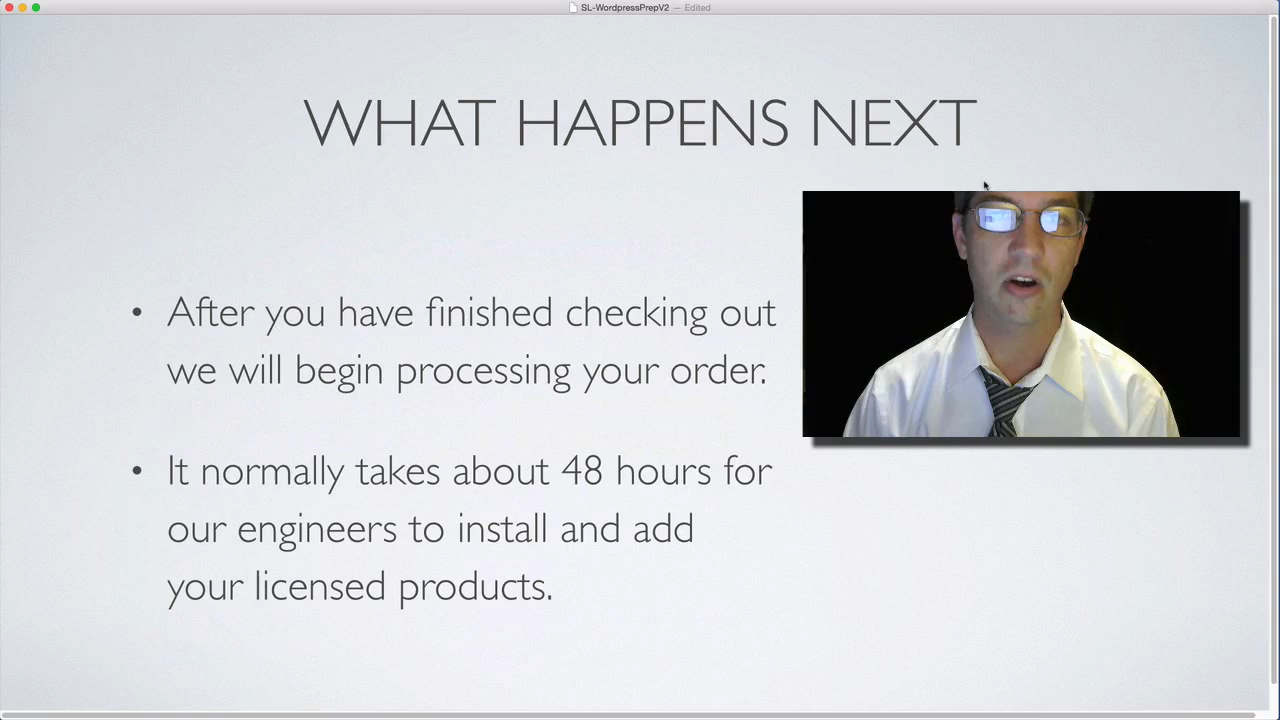 SL-WordpressPrepV2 — Edited
WHAT HAPPENS NEXT
• After you have finished checking out
we will begin processing your order.
• It normally takes about 48 hours for
our engineers to install and add
your licensed products.